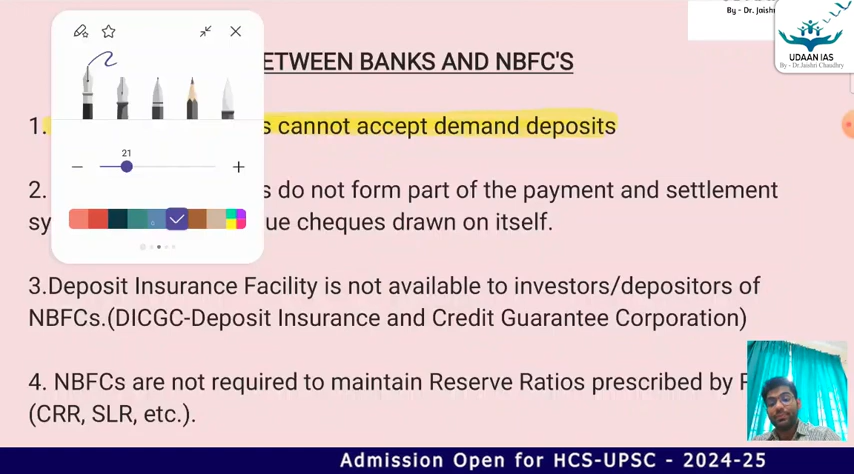 By - Dr. Jaish
UDAAN IAS
By - Dr.Jaishri Chaudhry
ETWEEN BANKS AND NBFC'S
1. s cannot accept demand deposits
21
2. s do not form part of the payment and settlement
sy ue cheques drawn on itself.
3.Deposit Insurance Facility is not available to investors/depositors of
NBFCs.(DICGC-Deposit Insurance and Credit Guarantee Corporation)
4. NBFCs are not required to maintain Reserve Ratios prescribed by
(CRR, SLR, etc.).
Admission Open for HCS-UPSC - 2024-25